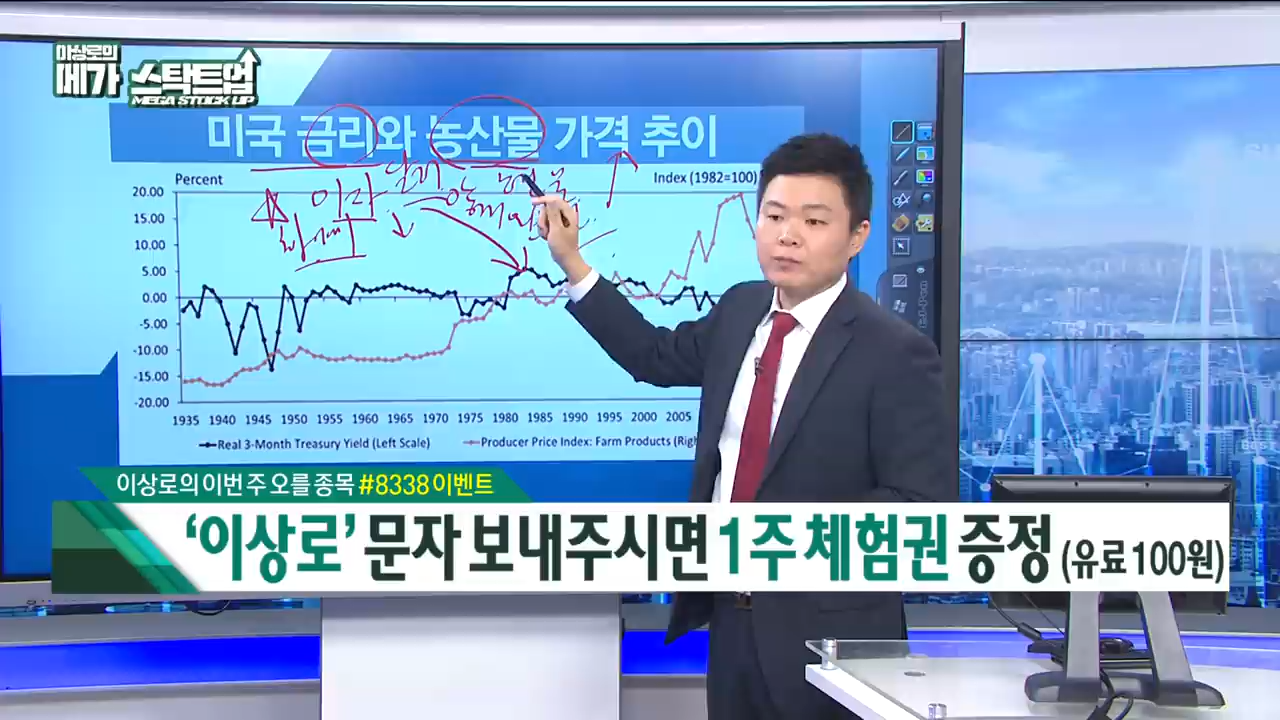 이상로의
메가 스탁트업
MEGA STOCK UP
미국 금리와 농산물 가격 추이
Percent
Index (1982=100)
20.00
15.00
10.00
5.00
0.00
-5.00
-10.00
-15.00
-20.00
1935 1940 1945 1950 1955 1960 1965 1970 1975 1980 1985 1990 1995 2000 2005
Real 3-Month Treasury Yield (Left Scale)
Producer Price Index: Farm Products (Righ
이상로의 이번 주 오를 종목 #8338 이벤트
‘이상로’ 문자 보내주시면 1주 체험권 증정 (유료 100원)